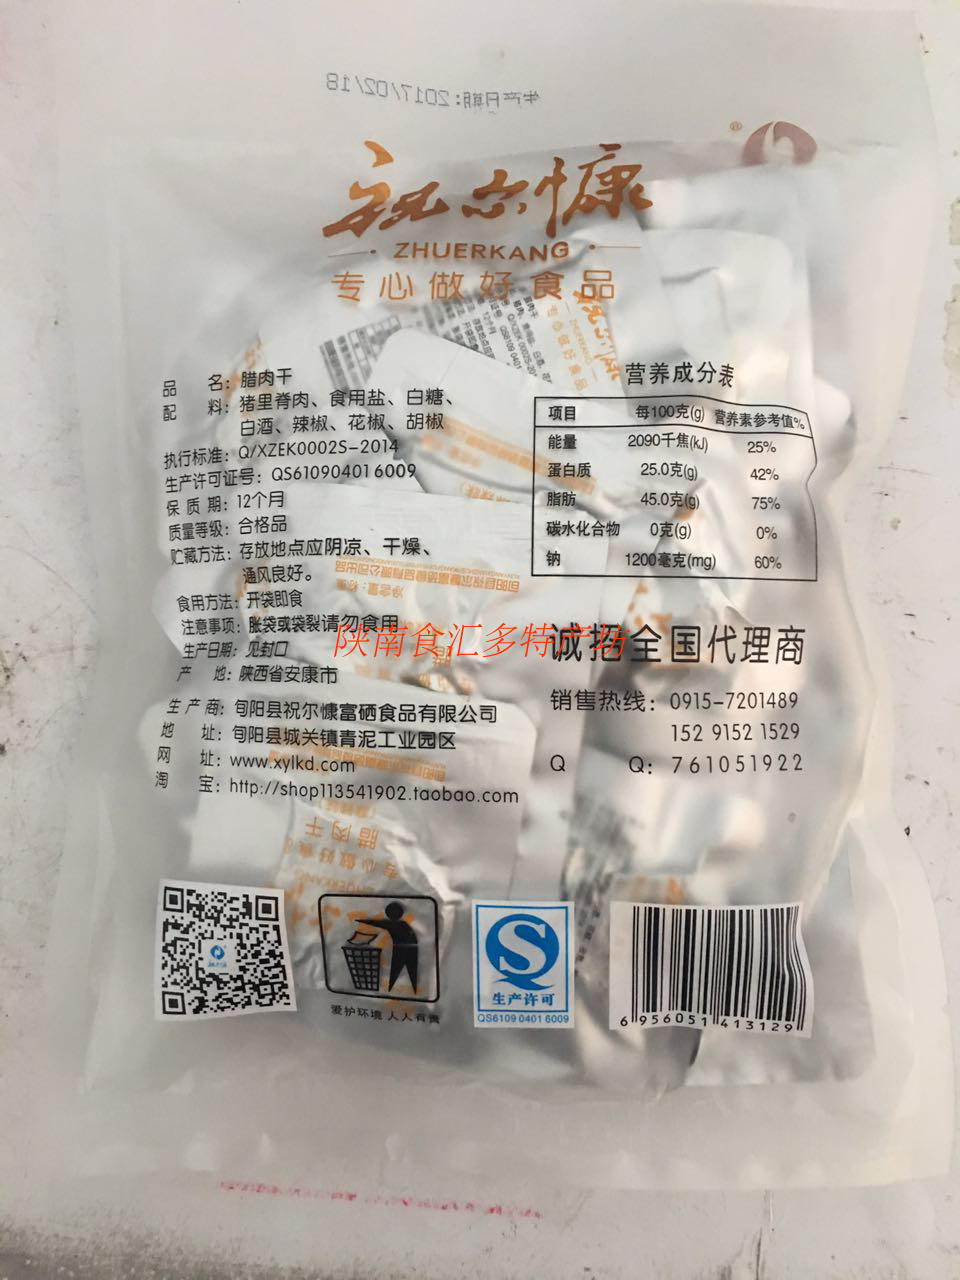 生产日期:2017/02/18
®
祝尔慷
ZHUERKANG
专心做好食品
品 名: 腊肉干
配 料: 猪里脊肉、食用盐、白糖、
白酒、辣椒、花椒、胡椒
执行标准: Q/XZEK0002S-2014
生产许可证号: QS610904016009
保 质 期: 12个月
质量等级: 合格品
贮藏方法: 存放地点应阴凉、干燥、
通风良好。
食用方法: 开袋即食
注意事项: 胀袋或袋裂请勿食用
生产日期: 见封口
产 地: 陕西省安康市
生 产 商: 旬阳县祝尔慷富硒食品有限公司
地 址: 旬阳县城关镇青泥工业园区
网 址: www.xylkd.com
淘 宝: http://shop113541902.taobao.com
营养成分表
项目 每100克(g) 营养素参考值%
能量 2090千焦(kJ) 25%
蛋白质 25.0克(g) 42%
脂肪 45.0克(g) 75%
碳水化合物 0克(g) 0%
钠 1200毫克(mg) 60%
陕南食汇多特产坊
诚招全国代理商
销售热线: 0915-7201489
152 9152 1529
Q Q: 761051922
爱护环境 人人有责
生产许可
QS6109 0401 6009
6 956051 413129
腊肉干
专心做好食品
ZHUERKANG